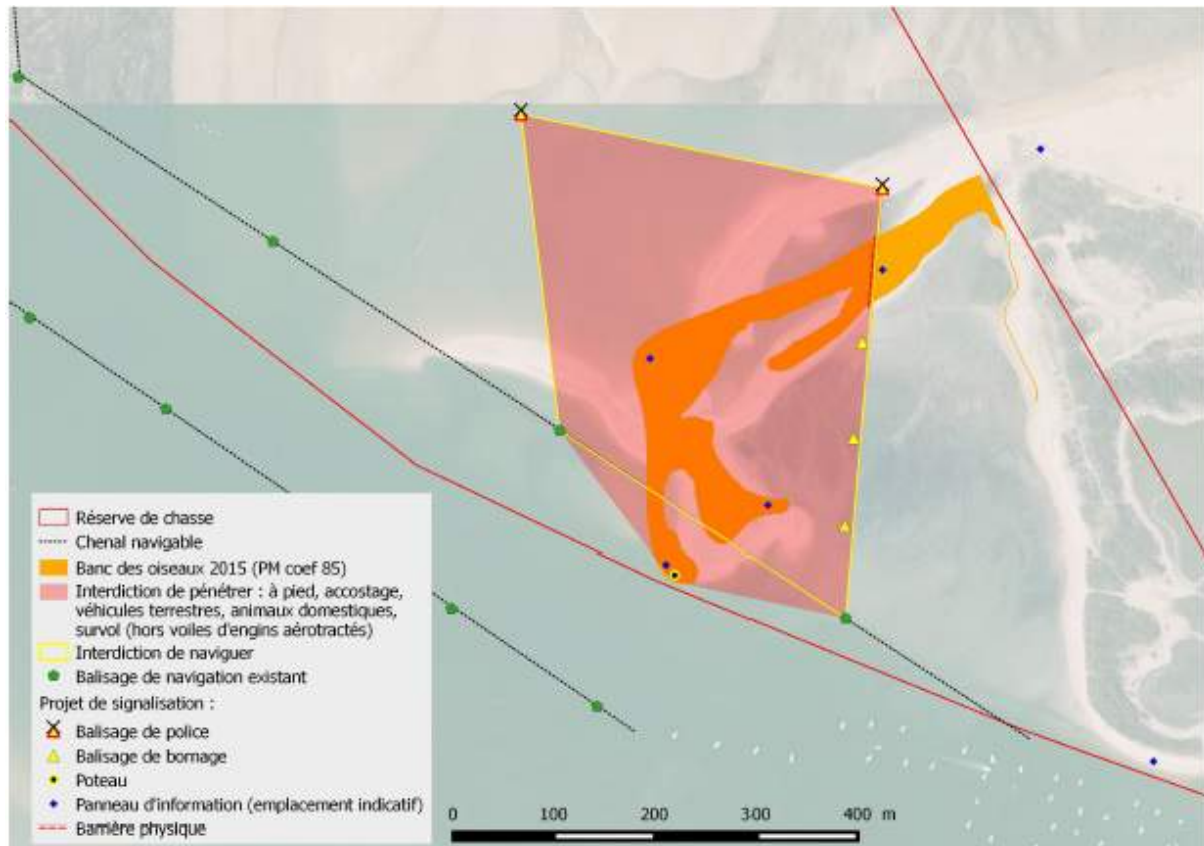 Réserve de chasse
Chenal navigable
Banc des oiseaux 2015 (PM coef 85)
Interdiction de pénétrer : à pied, accostage,
véhicules terrestres, animaux domestiques,
survol (hors voiles d'engins aérotractés)
Interdiction de naviguer
Balisage de navigation existant
Projet de signalisation :
Balisage de police
Balisage de bornage
Poteau
Panneau d'information (emplacement indicatif)
Barrière physique
0 100 200 300 400 m